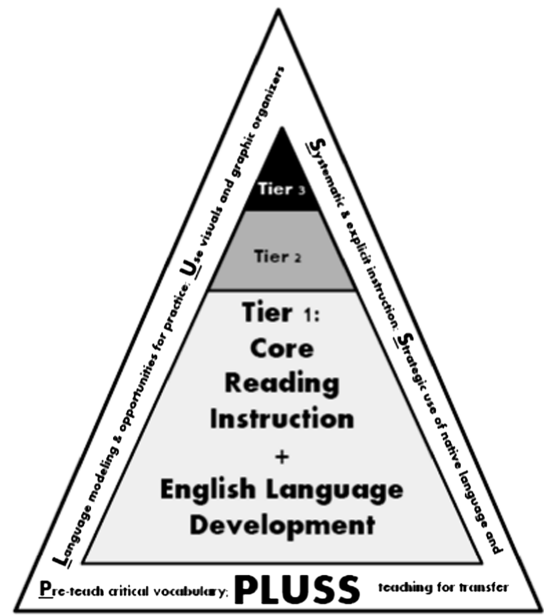 Language modeling & opportunities for practice; Use visuals and graphic organizers
Systematic & explicit instruction; Strategic use of native language and
Tier 3
Tier 2
Tier 1:
Core
Reading
Instruction
+
English Language
Development
Pre-teach critical vocabulary; PLUSS teaching for transfer